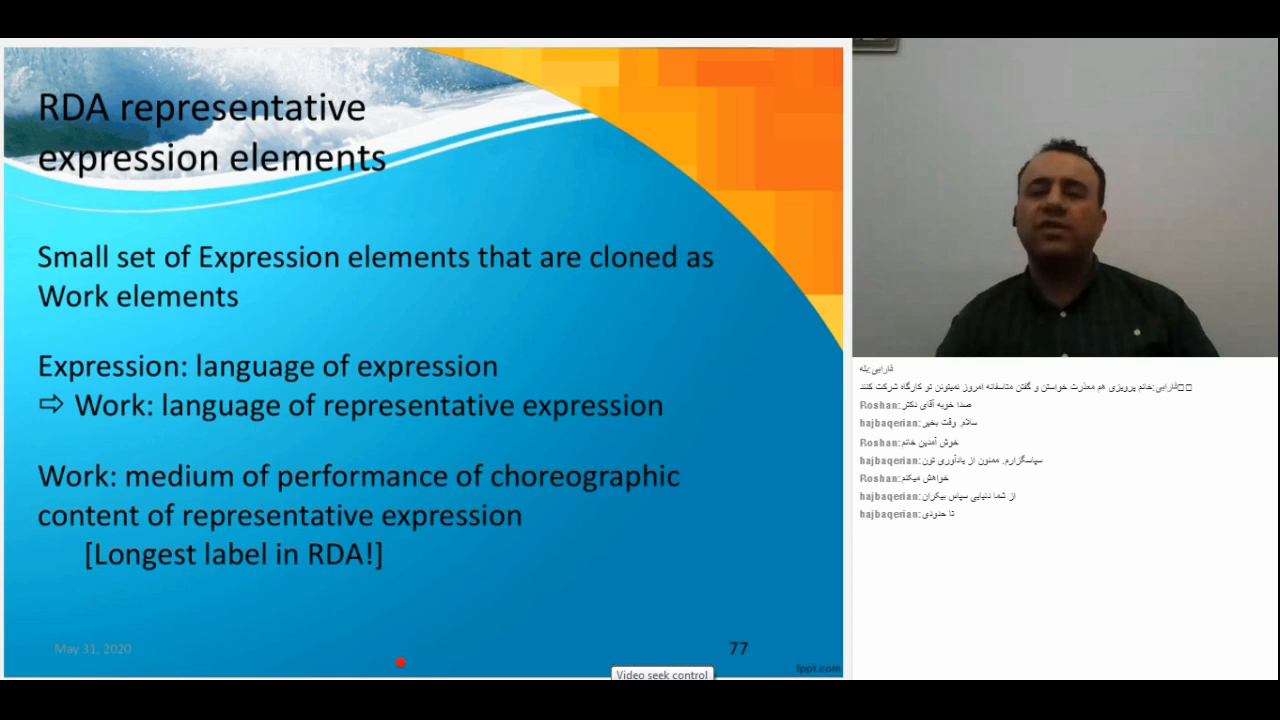 RDA representative
expression elements
Small set of Expression elements that are cloned as
Work elements
Expression: language of expression
⇨ Work: language of representative expression
Work: medium of performance of choreographic
content of representative expression
[Longest label in RDA!]
May 31, 2020
77
fppt.com
Video seek control
فارابی:بله
فارابی:خانم پرویزی هم معذرت خواستن و گفتن متاسفانه امروز نمیتونن تو کارگاه شرکت کنند
Roshan:صدا خوبه آقای دکتر
hajbaqerian:سلام. وقت بخیر
Roshan:خوش آمدین خانم
hajbaqerian:سپاسگزارم. ممنون از یادآوری تون
Roshan:خواهش میکنم
hajbaqerian:از شما دنیایی سپاس بیکران
hajbaqerian:تا حدودی